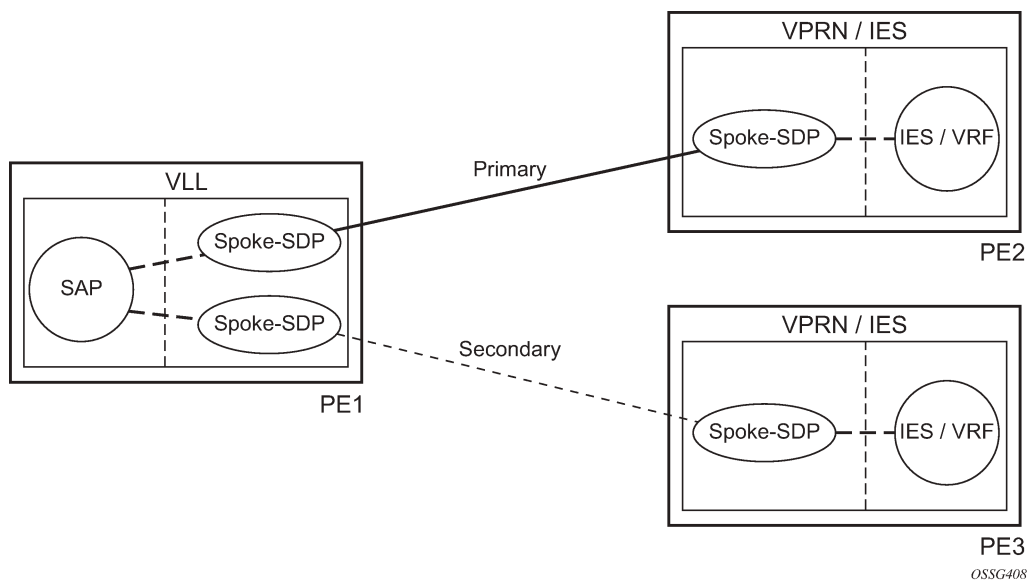 VPRN / IES
Spoke-SDP
IES / VRF
PE2
Primary
VLL
SAP
Spoke-SDP
Spoke-SDP
PE1
Secondary
VPRN / IES
Spoke-SDP
IES / VRF
PE3
OSSG408